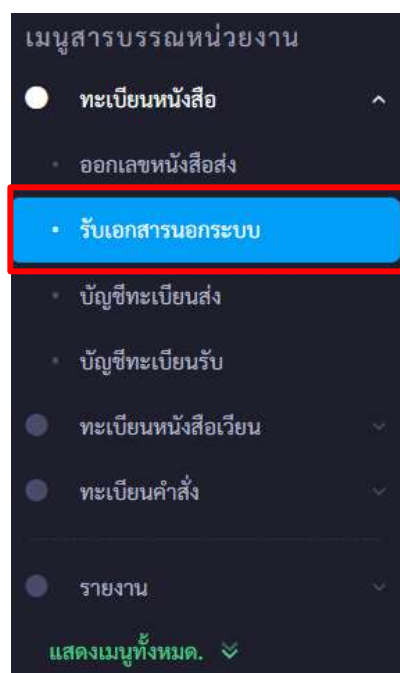 เมนูสารบรรณหน่วยงาน
ทะเบียนหนังสือ
ออกเลขหนังสือส่ง
รับเอกสารนอกระบบ
บัญชีทะเบียนส่ง
บัญชีทะเบียนรับ
ทะเบียนหนังสือเวียน
ทะเบียนคำสั่ง
รายงาน
แสดงเมนูทั้งหมด.